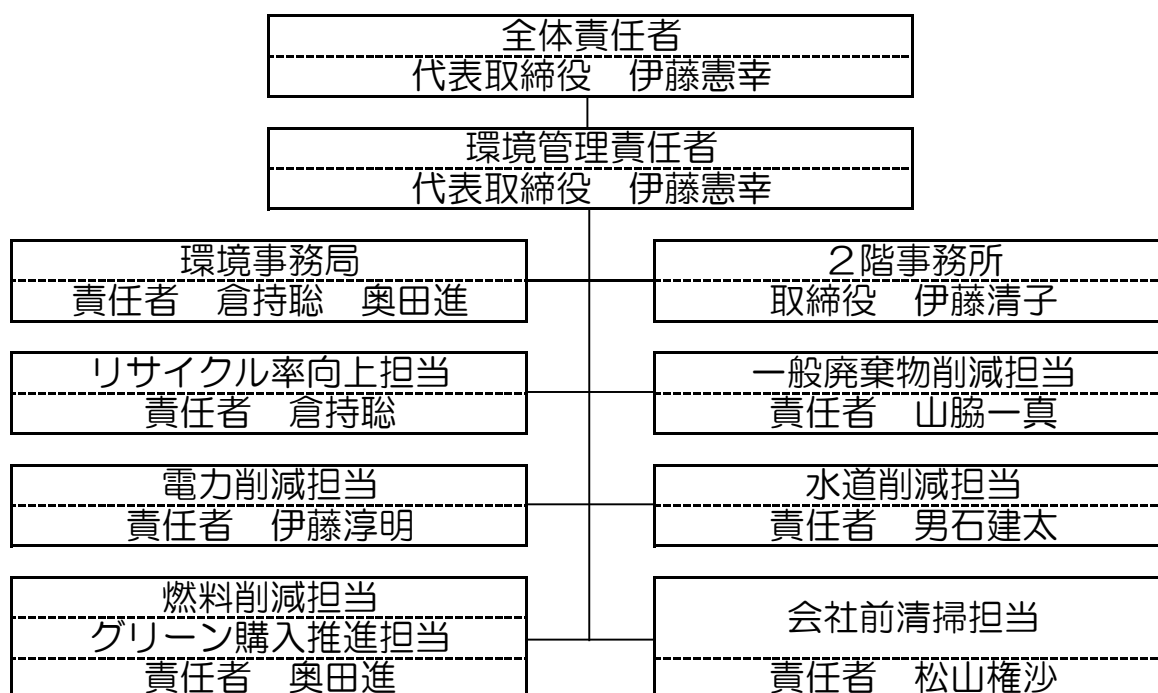 全体責任者
代表取締役　伊藤憲幸
環境管理責任者
代表取締役　伊藤憲幸
環境事務局
責任者　倉持聡　奥田進
２階事務所
取締役　伊藤清子
リサイクル率向上担当
責任者　倉持聡
一般廃棄物削減担当
責任者　山脇一真
電力削減担当
責任者　伊藤淳明
水道削減担当
責任者　男石建太
燃料削減担当
グリーン購入推進担当
責任者　奥田進
会社前清掃担当
責任者　松山権沙